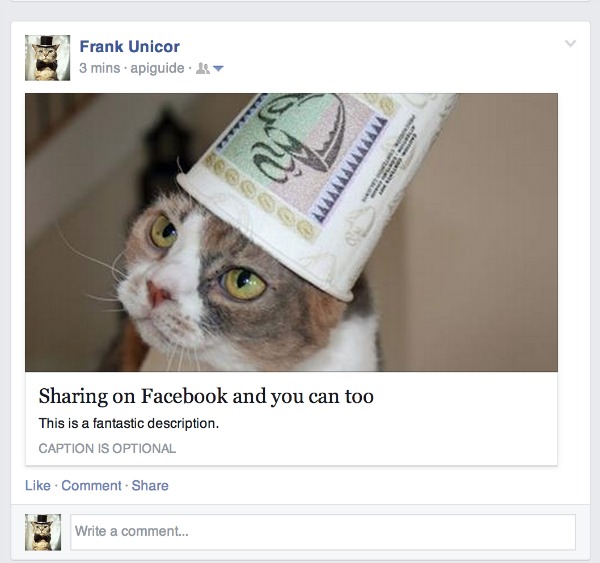 Frank Unicor
3 mins · apiguide ·
Sharing on Facebook and you can too
This is a fantastic description.
CAPTION IS OPTIONAL
Like · Comment · Share
Write a comment...